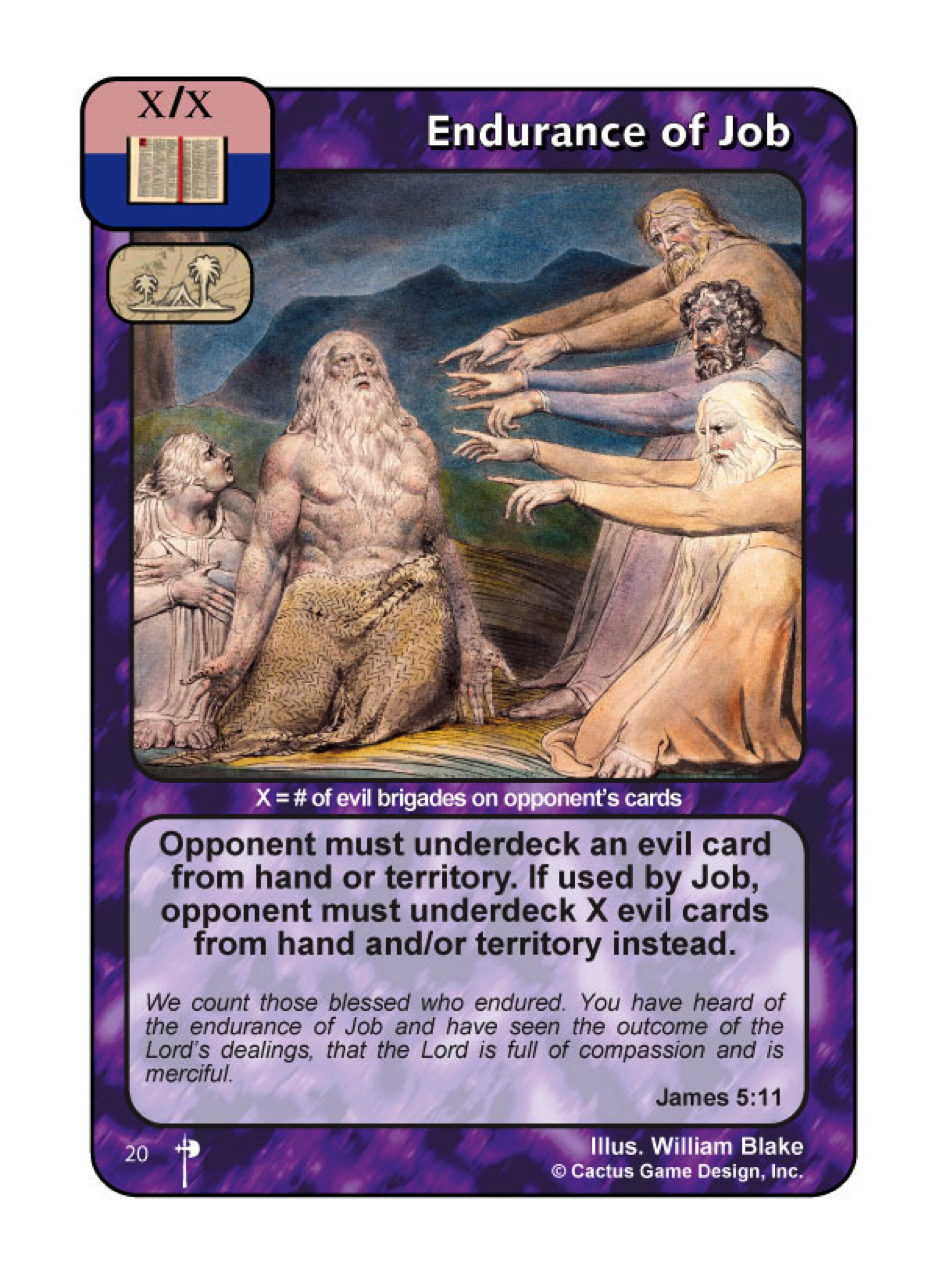 X/X
Endurance of Job
X = # of evil brigades on opponent's cards
Opponent must underdeck an evil card
from hand or territory. If used by Job,
opponent must underdeck X evil cards
from hand and/or territory instead.
We count those blessed who endured. You have heard of
the endurance of Job and have seen the outcome of the
Lord's dealings, that the Lord is full of compassion and is
merciful.
James 5:11
20
Illus. William Blake
© Cactus Game Design, Inc.